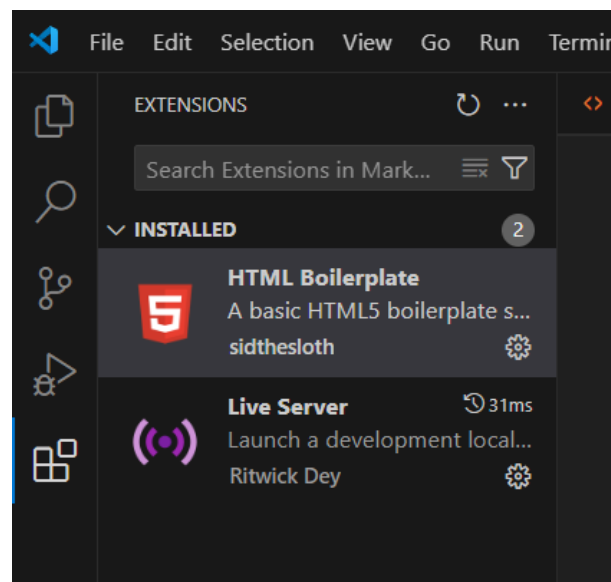 File Edit Selection View Go Run Termin
EXTENSIONS
Search Extensions in Mark...
INSTALLED 2
HTML Boilerplate
A basic HTML5 boilerplate s...
sidthesloth
Live Server 31ms
Launch a development local...
Ritwick Dey